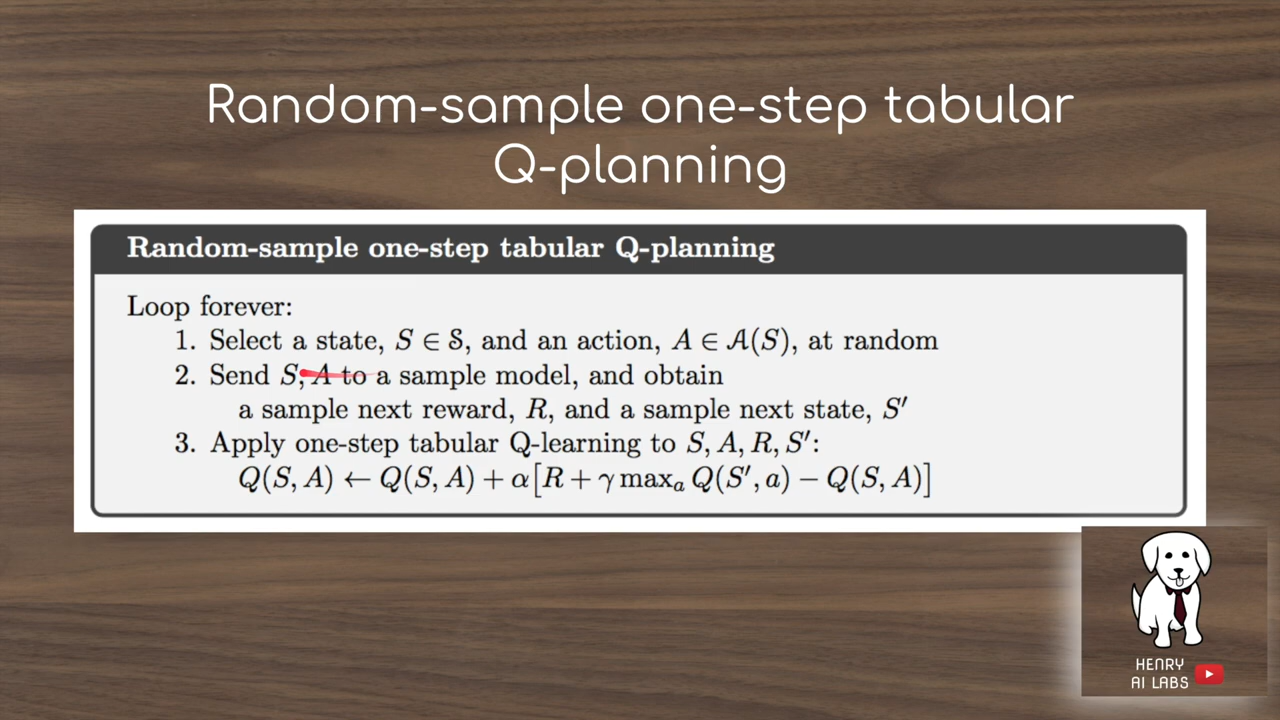 Random-sample one-step tabular
Q-planning
Random-sample one-step tabular Q-planning
Loop forever:
1. Select a state, S ∈ 𝒮, and an action, A ∈ 𝒜(S), at random
2. Send S, A to a sample model, and obtain
a sample next reward, R, and a sample next state, S′
3. Apply one-step tabular Q-learning to S, A, R, S′:
Q(S, A) ← Q(S, A) + α[R + γ maxₐ Q(S′, a) − Q(S, A)]
HENRY
AI LABS